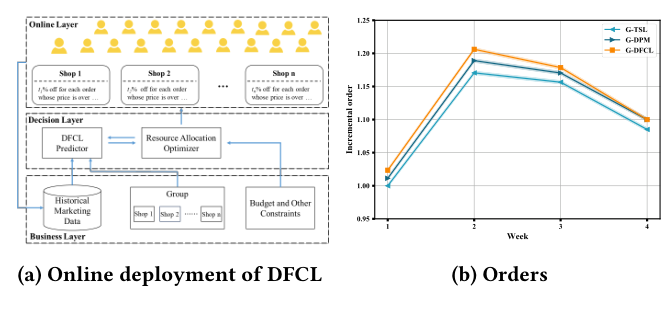 Online Layer
Shop 1
Shop 2
Shop n
t₁% off for each order
whose price is over ...
t₂% off for each order
whose price is over ...
...
tₙ% off for each order
whose price is over ...
Decision Layer
DFCL
Predictor
Resource Allocation
Optimizer
Historical
Marketing
Data
Group
Shop 1
Shop 2
......
Shop n
Budget and Other
Constraints
Business Layer
(a) Online deployment of DFCL
1.25
1.20
1.15
1.10
1.05
1.00
0.95
Incremental order
G-TSL
G-DPM
G-DFCL
1
2
3
4
Week
(b) Orders